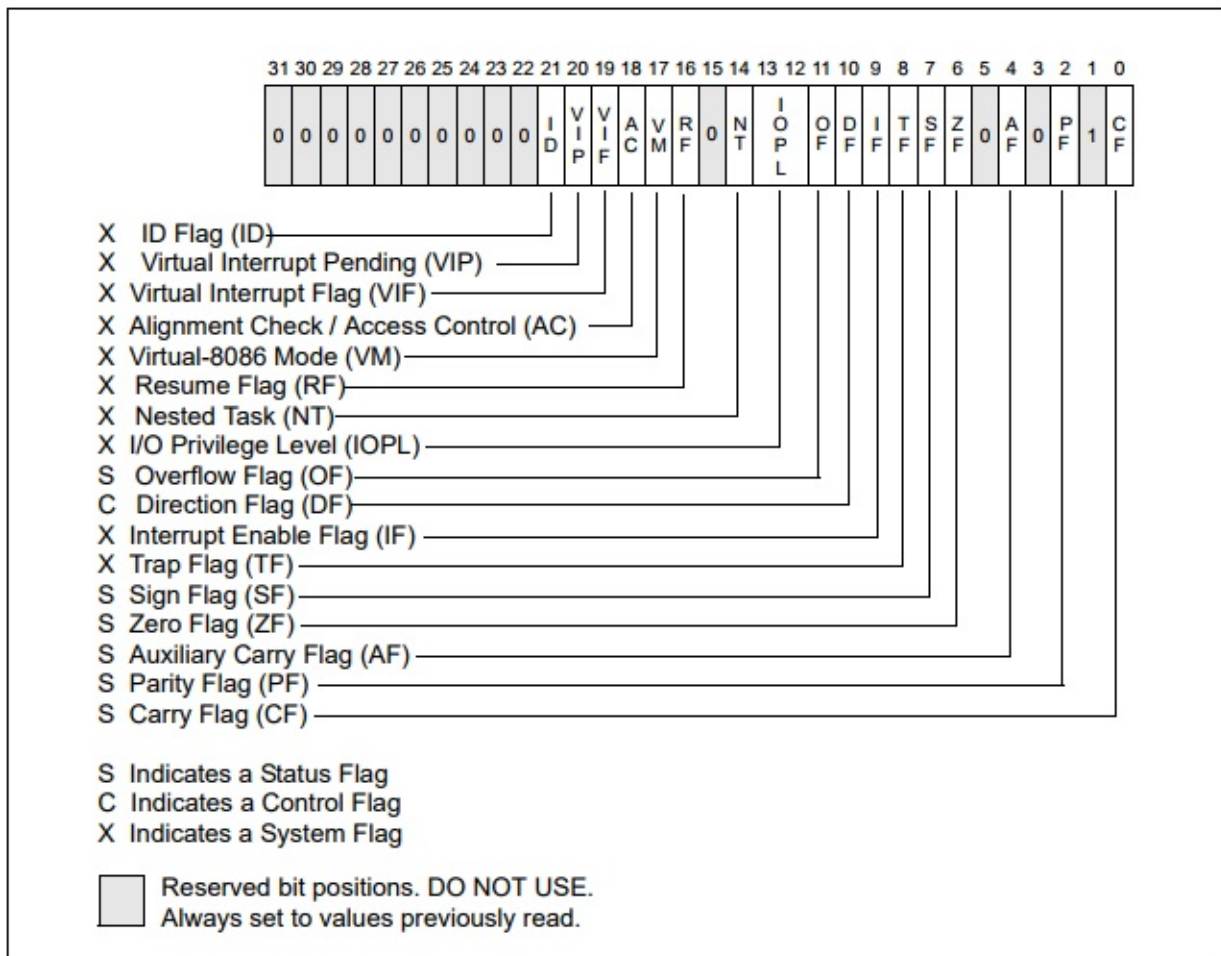 31 30 29 28 27 26 25 24 23 22 21 20 19 18 17 16 15 14 13 12 11 10 9 8 7 6 5 4 3 2 1 0
0 0 0 0 0 0 0 0 0 0 ID VIP VIF AC VM RF 0 NT IOPL OF DF IF TF SF ZF 0 AF 0 PF 1 CF
X ID Flag (ID)
X Virtual Interrupt Pending (VIP)
X Virtual Interrupt Flag (VIF)
X Alignment Check / Access Control (AC)
X Virtual-8086 Mode (VM)
X Resume Flag (RF)
X Nested Task (NT)
X I/O Privilege Level (IOPL)
S Overflow Flag (OF)
C Direction Flag (DF)
X Interrupt Enable Flag (IF)
X Trap Flag (TF)
S Sign Flag (SF)
S Zero Flag (ZF)
S Auxiliary Carry Flag (AF)
S Parity Flag (PF)
S Carry Flag (CF)
S Indicates a Status Flag
C Indicates a Control Flag
X Indicates a System Flag
Reserved bit positions. DO NOT USE.
Always set to values previously read.